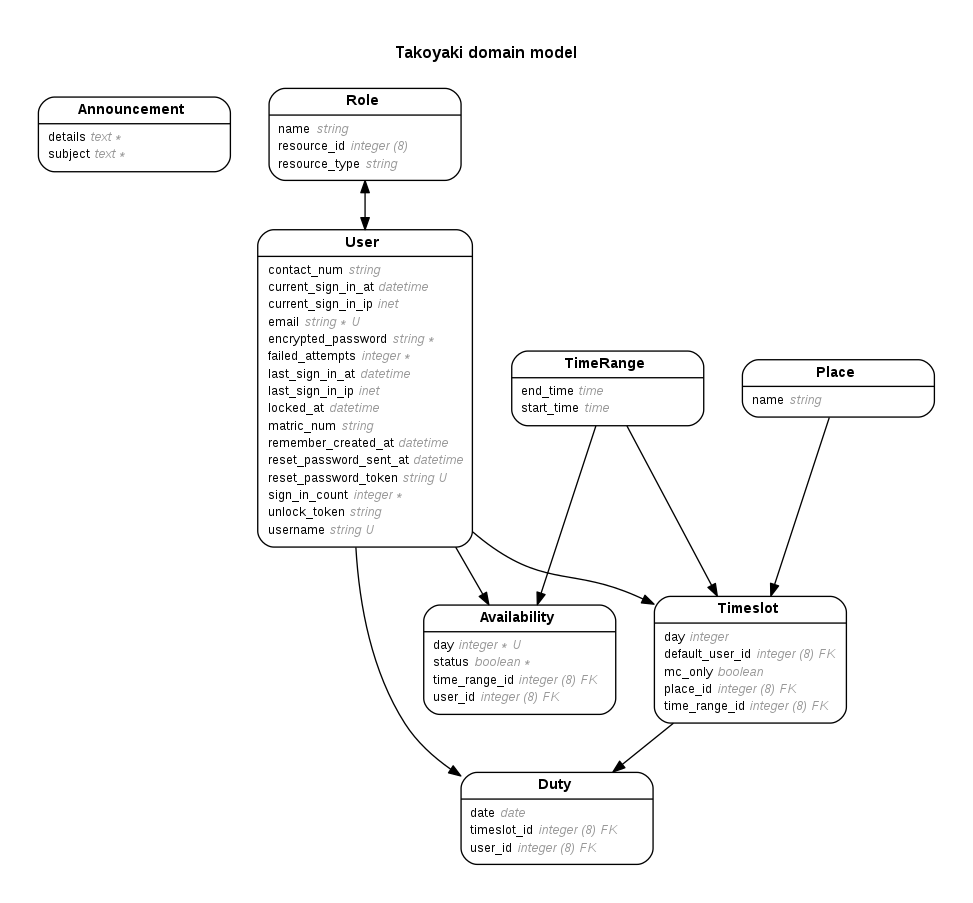 Takoyaki domain model
Announcement
details text *
subject text *
Role
name string
resource_id integer (8)
resource_type string
User
contact_num string
current_sign_in_at datetime
current_sign_in_ip inet
email string * U
encrypted_password string *
failed_attempts integer *
last_sign_in_at datetime
last_sign_in_ip inet
locked_at datetime
matric_num string
remember_created_at datetime
reset_password_sent_at datetime
reset_password_token string U
sign_in_count integer *
unlock_token string
username string U
TimeRange
end_time time
start_time time
Place
name string
Availability
day integer * U
status boolean *
time_range_id integer (8) FK
user_id integer (8) FK
Timeslot
day integer
default_user_id integer (8) FK
mc_only boolean
place_id integer (8) FK
time_range_id integer (8) FK
Duty
date date
timeslot_id integer (8) FK
user_id integer (8) FK